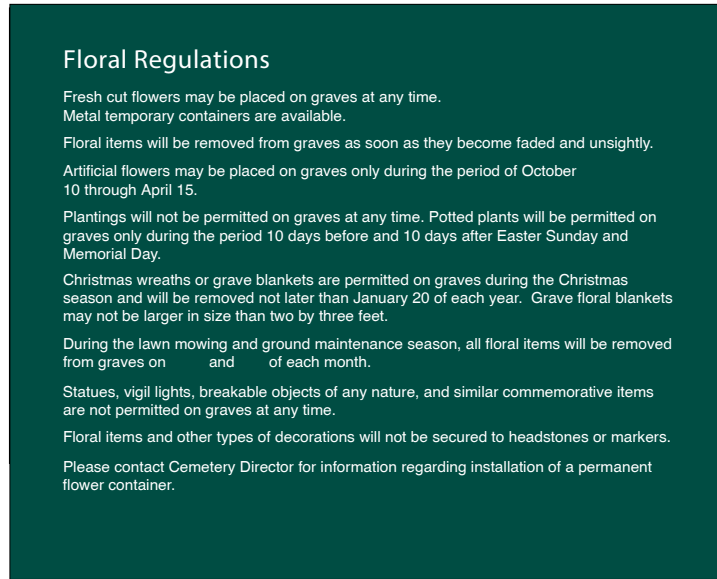 Floral Regulations
Fresh cut flowers may be placed on graves at any time.
Metal temporary containers are available.
Floral items will be removed from graves as soon as they become faded and unsightly.
Artificial flowers may be placed on graves only during the period of October
10 through April 15.
Plantings will not be permitted on graves at any time. Potted plants will be permitted on
graves only during the period 10 days before and 10 days after Easter Sunday and
Memorial Day.
Christmas wreaths or grave blankets are permitted on graves during the Christmas
season and will be removed not later than January 20 of each year.  Grave floral blankets
may not be larger in size than two by three feet.
During the lawn mowing and ground maintenance season, all floral items will be removed
from graves on      and      of each month.
Statues, vigil lights, breakable objects of any nature, and similar commemorative items
are not permitted on graves at any time.
Floral items and other types of decorations will not be secured to headstones or markers.
Please contact Cemetery Director for information regarding installation of a permanent
flower container.